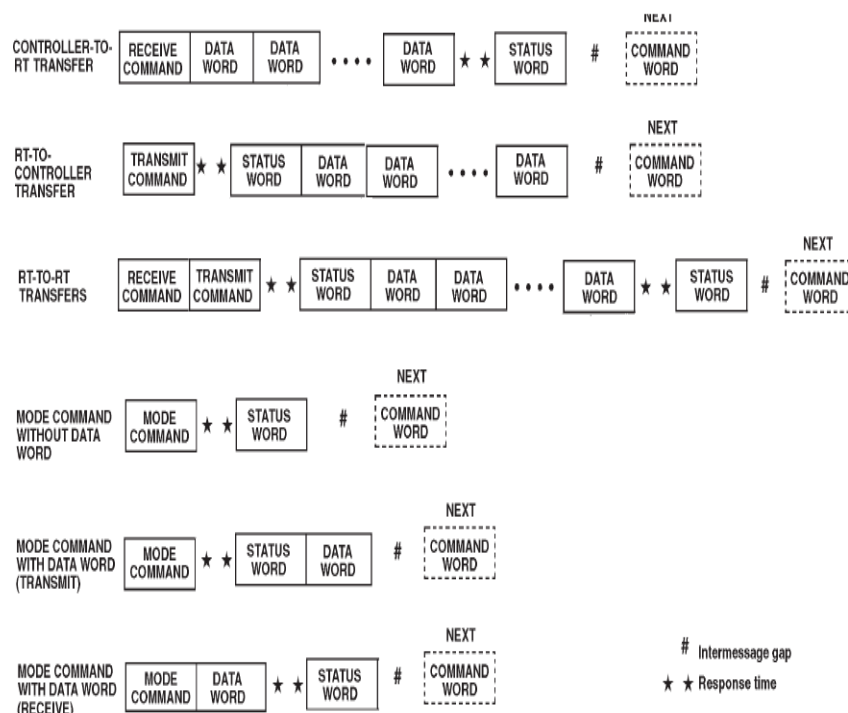 NEXT
CONTROLLER-TO-
RT TRANSFER
RECEIVE
COMMAND
DATA
WORD
DATA
WORD
• • • •
DATA
WORD
★ ★
STATUS
WORD
#
COMMAND
WORD
NEXT
RT-TO-
CONTROLLER
TRANSFER
TRANSMIT
COMMAND
★ ★
STATUS
WORD
DATA
WORD
DATA
WORD
• • • •
DATA
WORD
#
COMMAND
WORD
NEXT
RT-TO-RT
TRANSFERS
RECEIVE
COMMAND
TRANSMIT
COMMAND
★ ★
STATUS
WORD
DATA
WORD
DATA
WORD
• • • •
DATA
WORD
★ ★
STATUS
WORD
#
COMMAND
WORD
NEXT
MODE COMMAND
WITHOUT DATA
WORD
MODE
COMMAND
★ ★
STATUS
WORD
#
COMMAND
WORD
NEXT
MODE COMMAND
WITH DATA WORD
(TRANSMIT)
MODE
COMMAND
★ ★
STATUS
WORD
DATA
WORD
#
COMMAND
WORD
NEXT
MODE COMMAND
WITH DATA WORD
(RECEIVE)
MODE
COMMAND
DATA
WORD
★ ★
STATUS
WORD
#
COMMAND
WORD
# Intermessage gap
★ ★ Response time